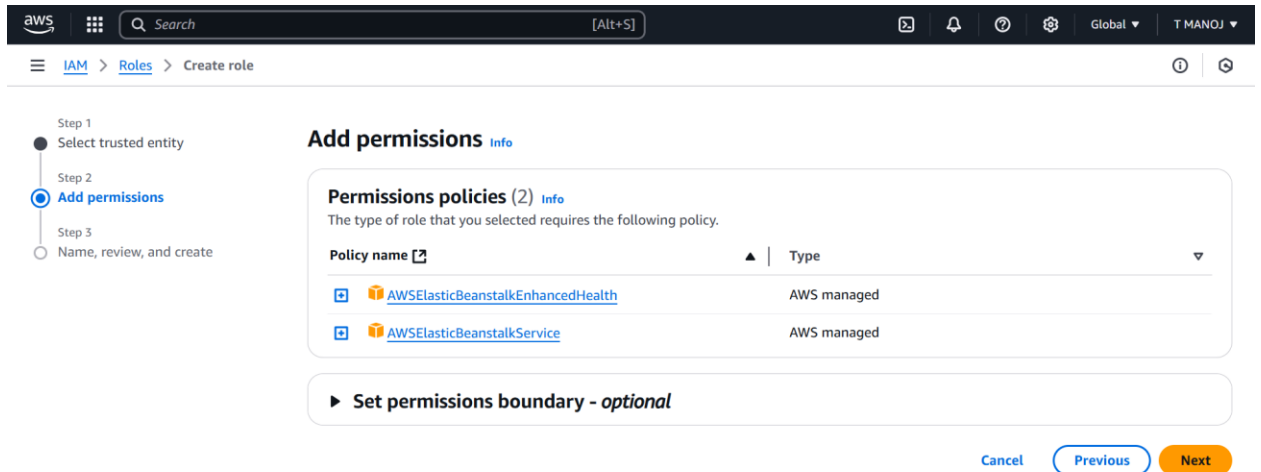 aws Search [Alt+S] Global ▼ T MANOJ ▼
IAM > Roles > Create role
Step 1
Select trusted entity
Step 2
Add permissions
Step 3
Name, review, and create
Add permissions Info
Permissions policies (2) Info
The type of role that you selected requires the following policy.
Policy name Type
AWSElasticBeanstalkEnhancedHealth AWS managed
AWSElasticBeanstalkService AWS managed
Set permissions boundary - optional
Cancel Previous Next